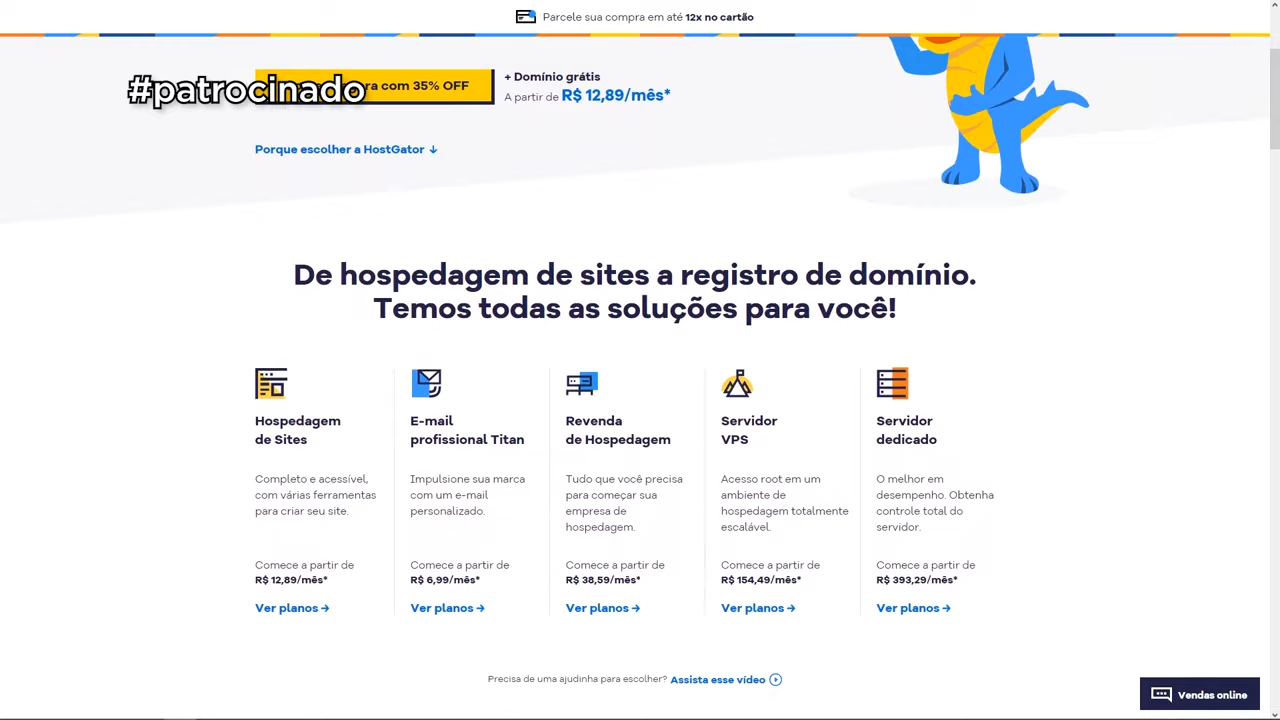 Parcele sua compra em até 12x no cartão
#patrocinado
ra com 35% OFF
+ Domínio grátis
A partir de R$ 12,89/mês*
Porque escolher a HostGator ↓
De hospedagem de sites a registro de domínio.
Temos todas as soluções para você!
Hospedagem
de Sites
Completo e acessível,
com várias ferramentas
para criar seu site.
Comece a partir de
R$ 12,89/mês*
Ver planos →
E-mail
profissional Titan
Impulsione sua marca
com um e-mail
personalizado.
Comece a partir de
R$ 6,99/mês*
Ver planos →
Revenda
de Hospedagem
Tudo que você precisa
para começar sua
empresa de
hospedagem.
Comece a partir de
R$ 38,59/mês*
Ver planos →
Servidor
VPS
Acesso root em um
ambiente de
hospedagem totalmente
escalável.
Comece a partir de
R$ 154,49/mês*
Ver planos →
Servidor
dedicado
O melhor em
desempenho. Obtenha
controle total do
servidor.
Comece a partir de
R$ 393,29/mês*
Ver planos →
Precisa de uma ajudinha para escolher? Assista esse vídeo
Vendas online